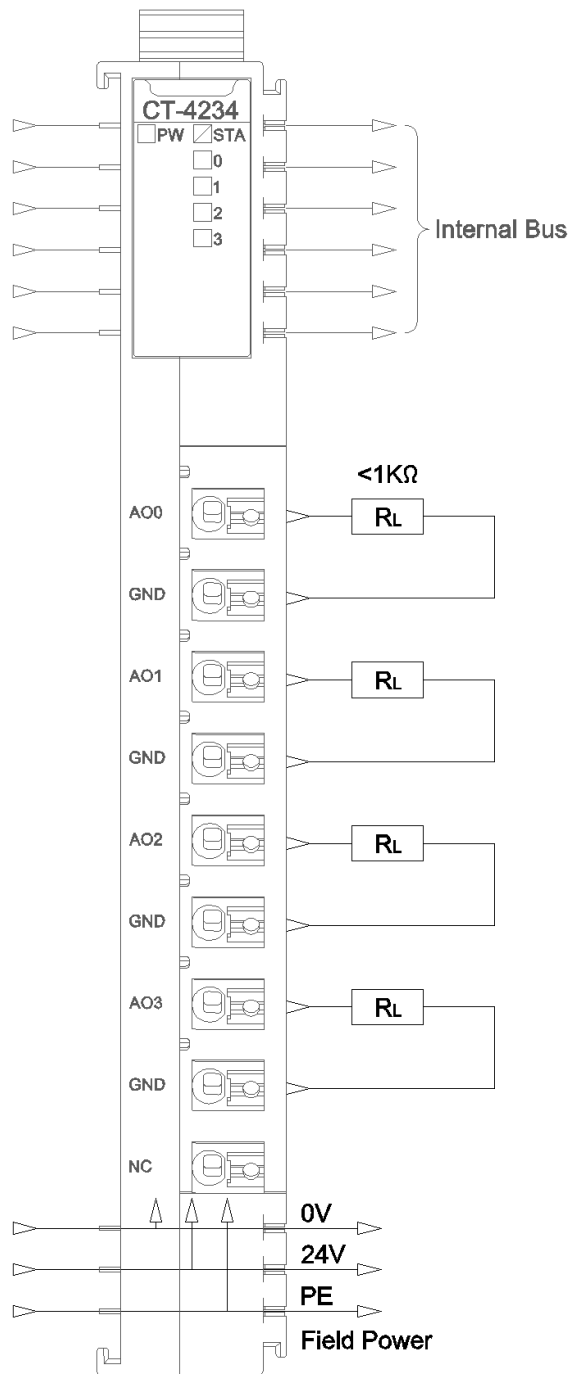 CT-4234
PW STA
0
1
2
3
Internal Bus
<1KΩ
AO0 RL
GND
AO1 RL
GND
AO2 RL
GND
AO3 RL
GND
NC
0V
24V
PE
Field Power